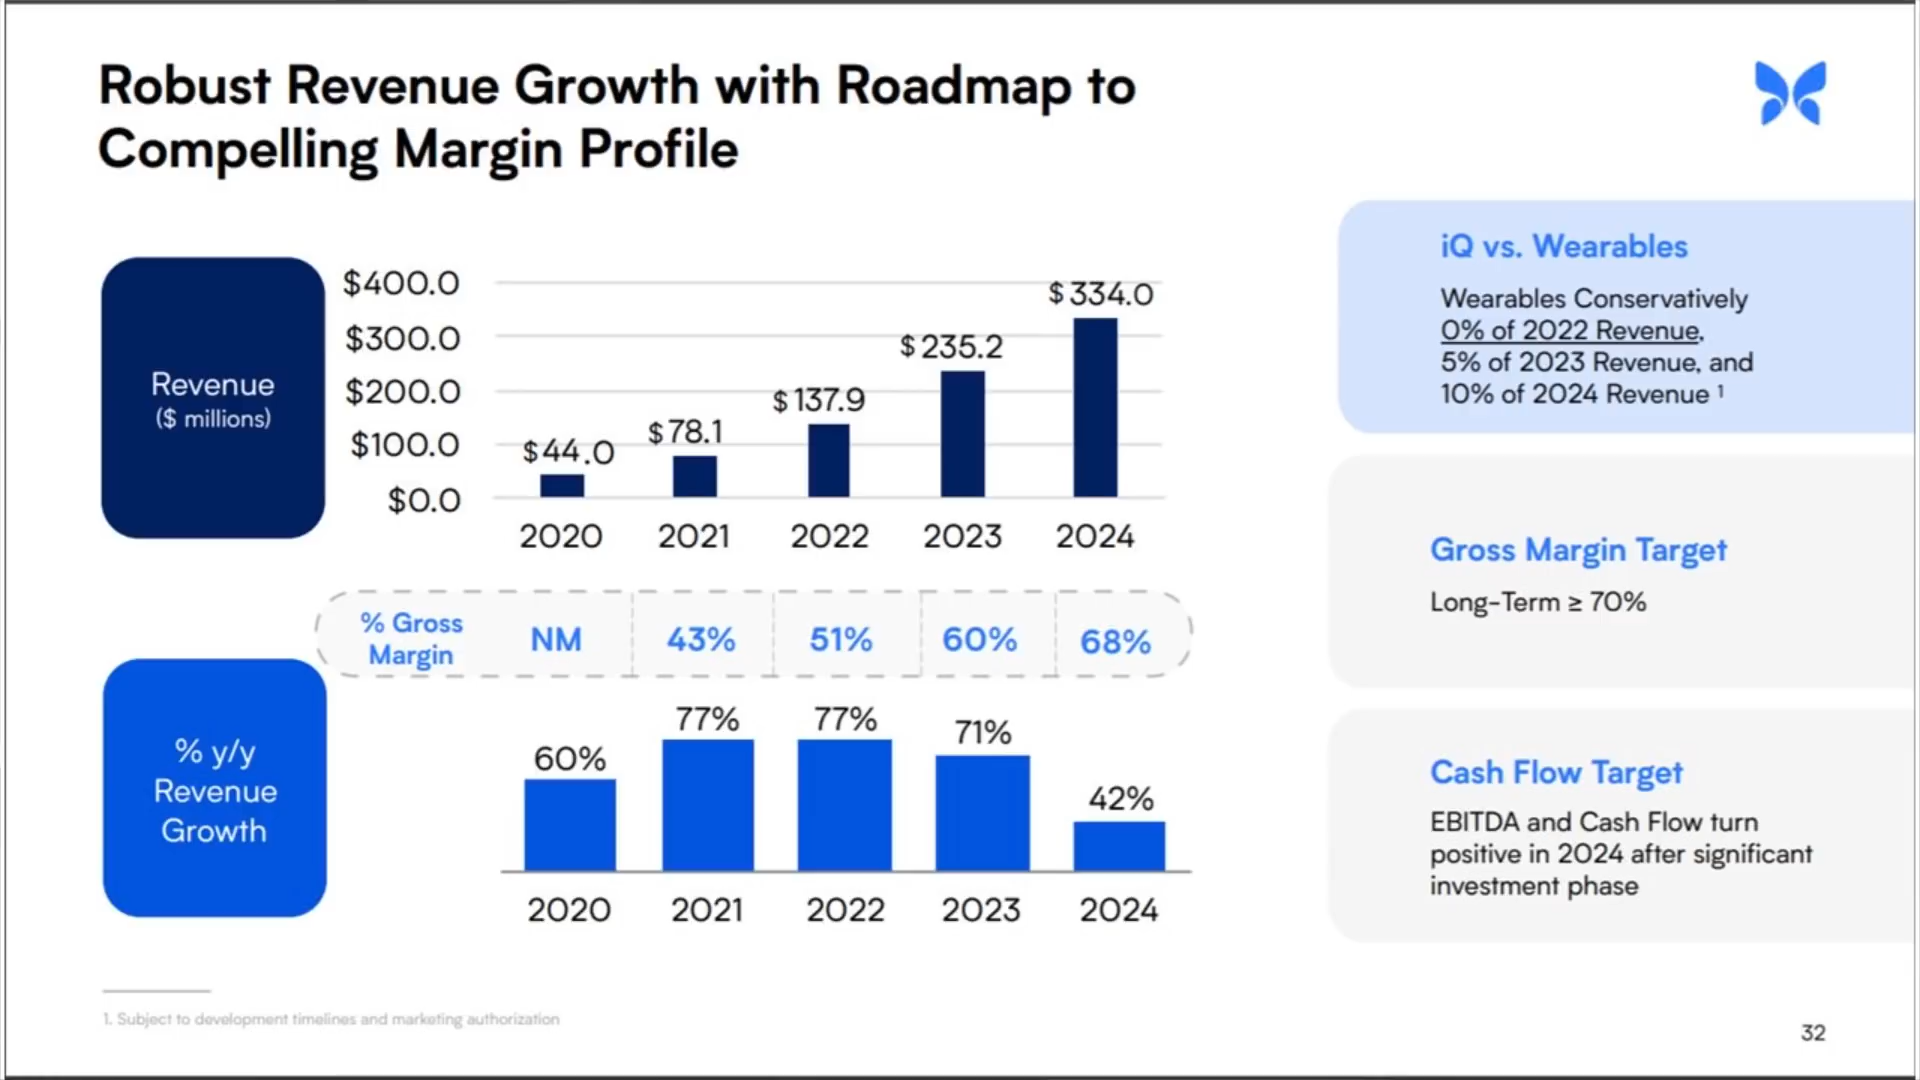 Robust Revenue Growth with Roadmap to
Compelling Margin Profile
Revenue
($ millions)
$400.0
$300.0
$200.0
$100.0
$0.0
$44.0
$78.1
$137.9
$235.2
$334.0
2020 2021 2022 2023 2024
% Gross
Margin
NM 43% 51% 60% 68%
% y/y
Revenue
Growth
60% 77% 77% 71% 42%
2020 2021 2022 2023 2024
iQ vs. Wearables
Wearables Conservatively
0% of 2022 Revenue,
5% of 2023 Revenue, and
10% of 2024 Revenue ¹
Gross Margin Target
Long-Term ≥ 70%
Cash Flow Target
EBITDA and Cash Flow turn
positive in 2024 after significant
investment phase
1. Subject to development timelines and marketing authorization
32